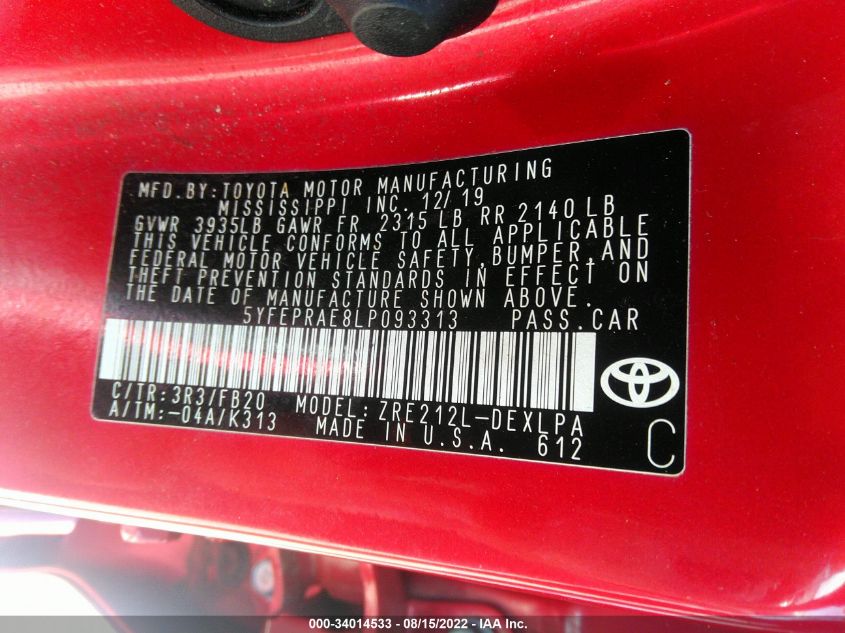 MFD.BY:TOYOTA MOTOR MANUFACTURING
MISSISSIPPI INC. 12/19
GVWR 3935LB GAWR FR 2315 LB RR 2140 LB
THIS VEHICLE CONFORMS TO ALL APPLICABLE
FEDERAL MOTOR VEHICLE SAFETY,BUMPER,AND
THEFT PREVENTION STANDARDS IN EFFECT ON
THE DATE OF MANUFACTURE SHOWN ABOVE.
5YFEPRAE8LP093313 PASS.CAR
C/TR:3R3/FB20 MODEL:ZRE212L-DEXLPA
A/TM:-04A/K313 MADE IN U.S.A. 612
C
000-34014533 - 08/15/2022 - IAA Inc.